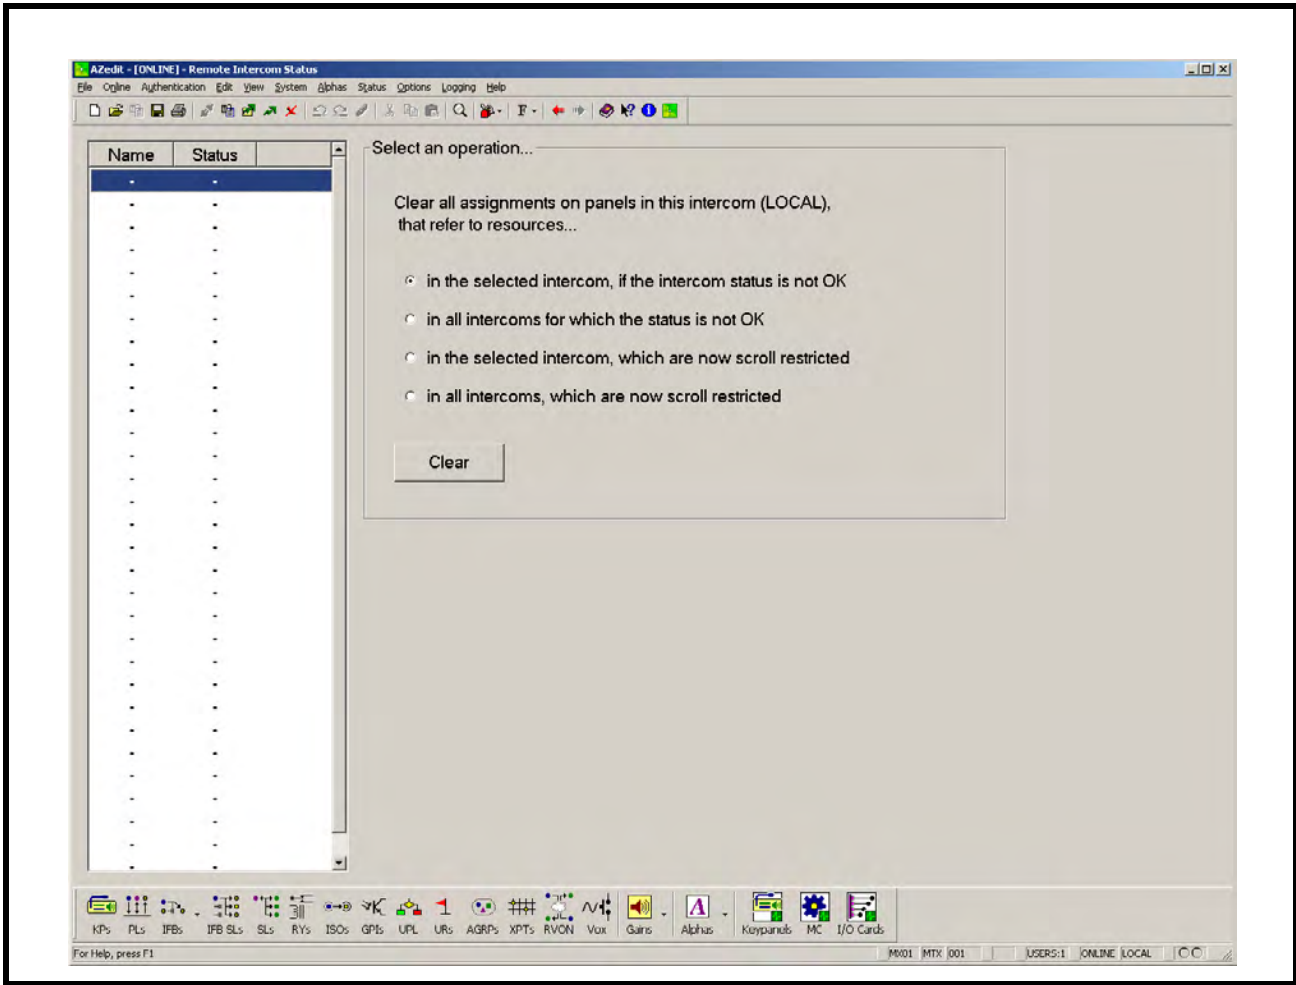 AZedit - [ONLINE] - Remote Intercom Status
File Online Authentication Edit View System Alphas Status Options Logging Help
F
Name Status
Select an operation...
Clear all assignments on panels in this intercom (LOCAL),
that refer to resources...
in the selected intercom, if the intercom status is not OK
in all intercoms for which the status is not OK
in the selected intercom, which are now scroll restricted
in all intercoms, which are now scroll restricted
Clear
KPs PLs IFBs IFB SLs SLs RYs ISOs GPIs UPL URs AGRPs XPTs RVON Vox Gains Alphas Keypanels MC I/O Cards
For Help, press F1
MX01 MTX 001 USERS:1 ONLINE LOCAL